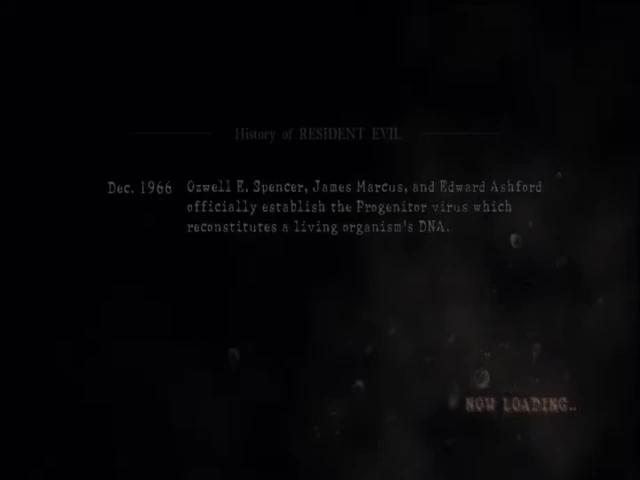 History of RESIDENT EVIL
Dec. 1966 Ozwell E. Spencer, James Marcus, and Edward Ashford
officially establish the Progenitor virus which
reconstitutes a living organism's DNA.
NOW LOADING..